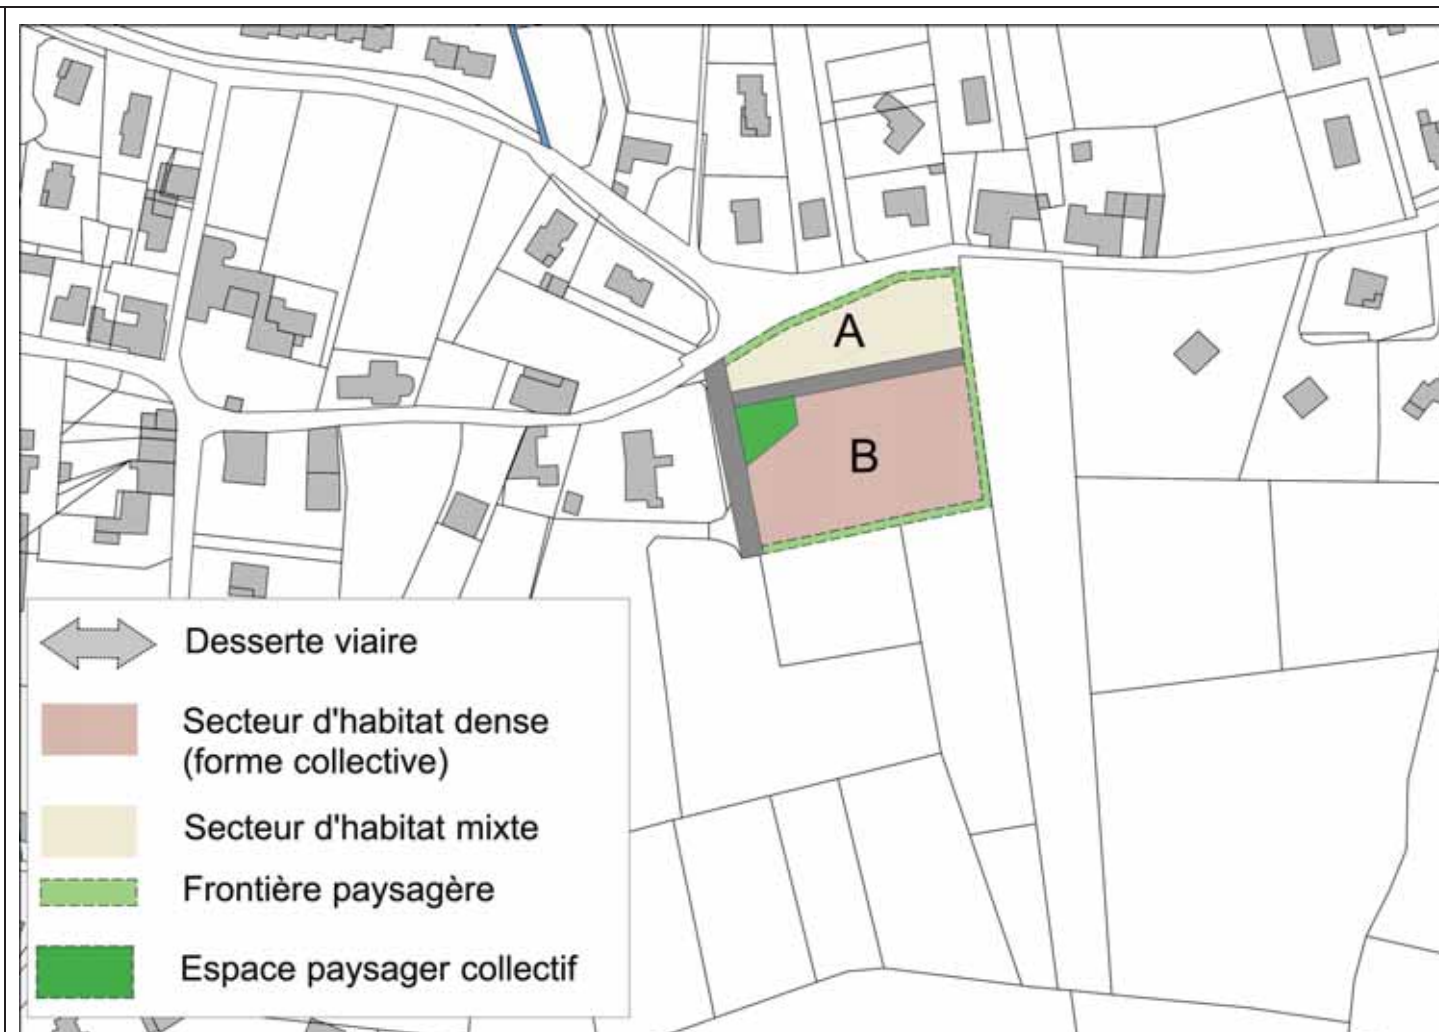 A
B
Desserte viaire
Secteur d'habitat dense
(forme collective)
Secteur d'habitat mixte
Frontière paysagère
Espace paysager collectif